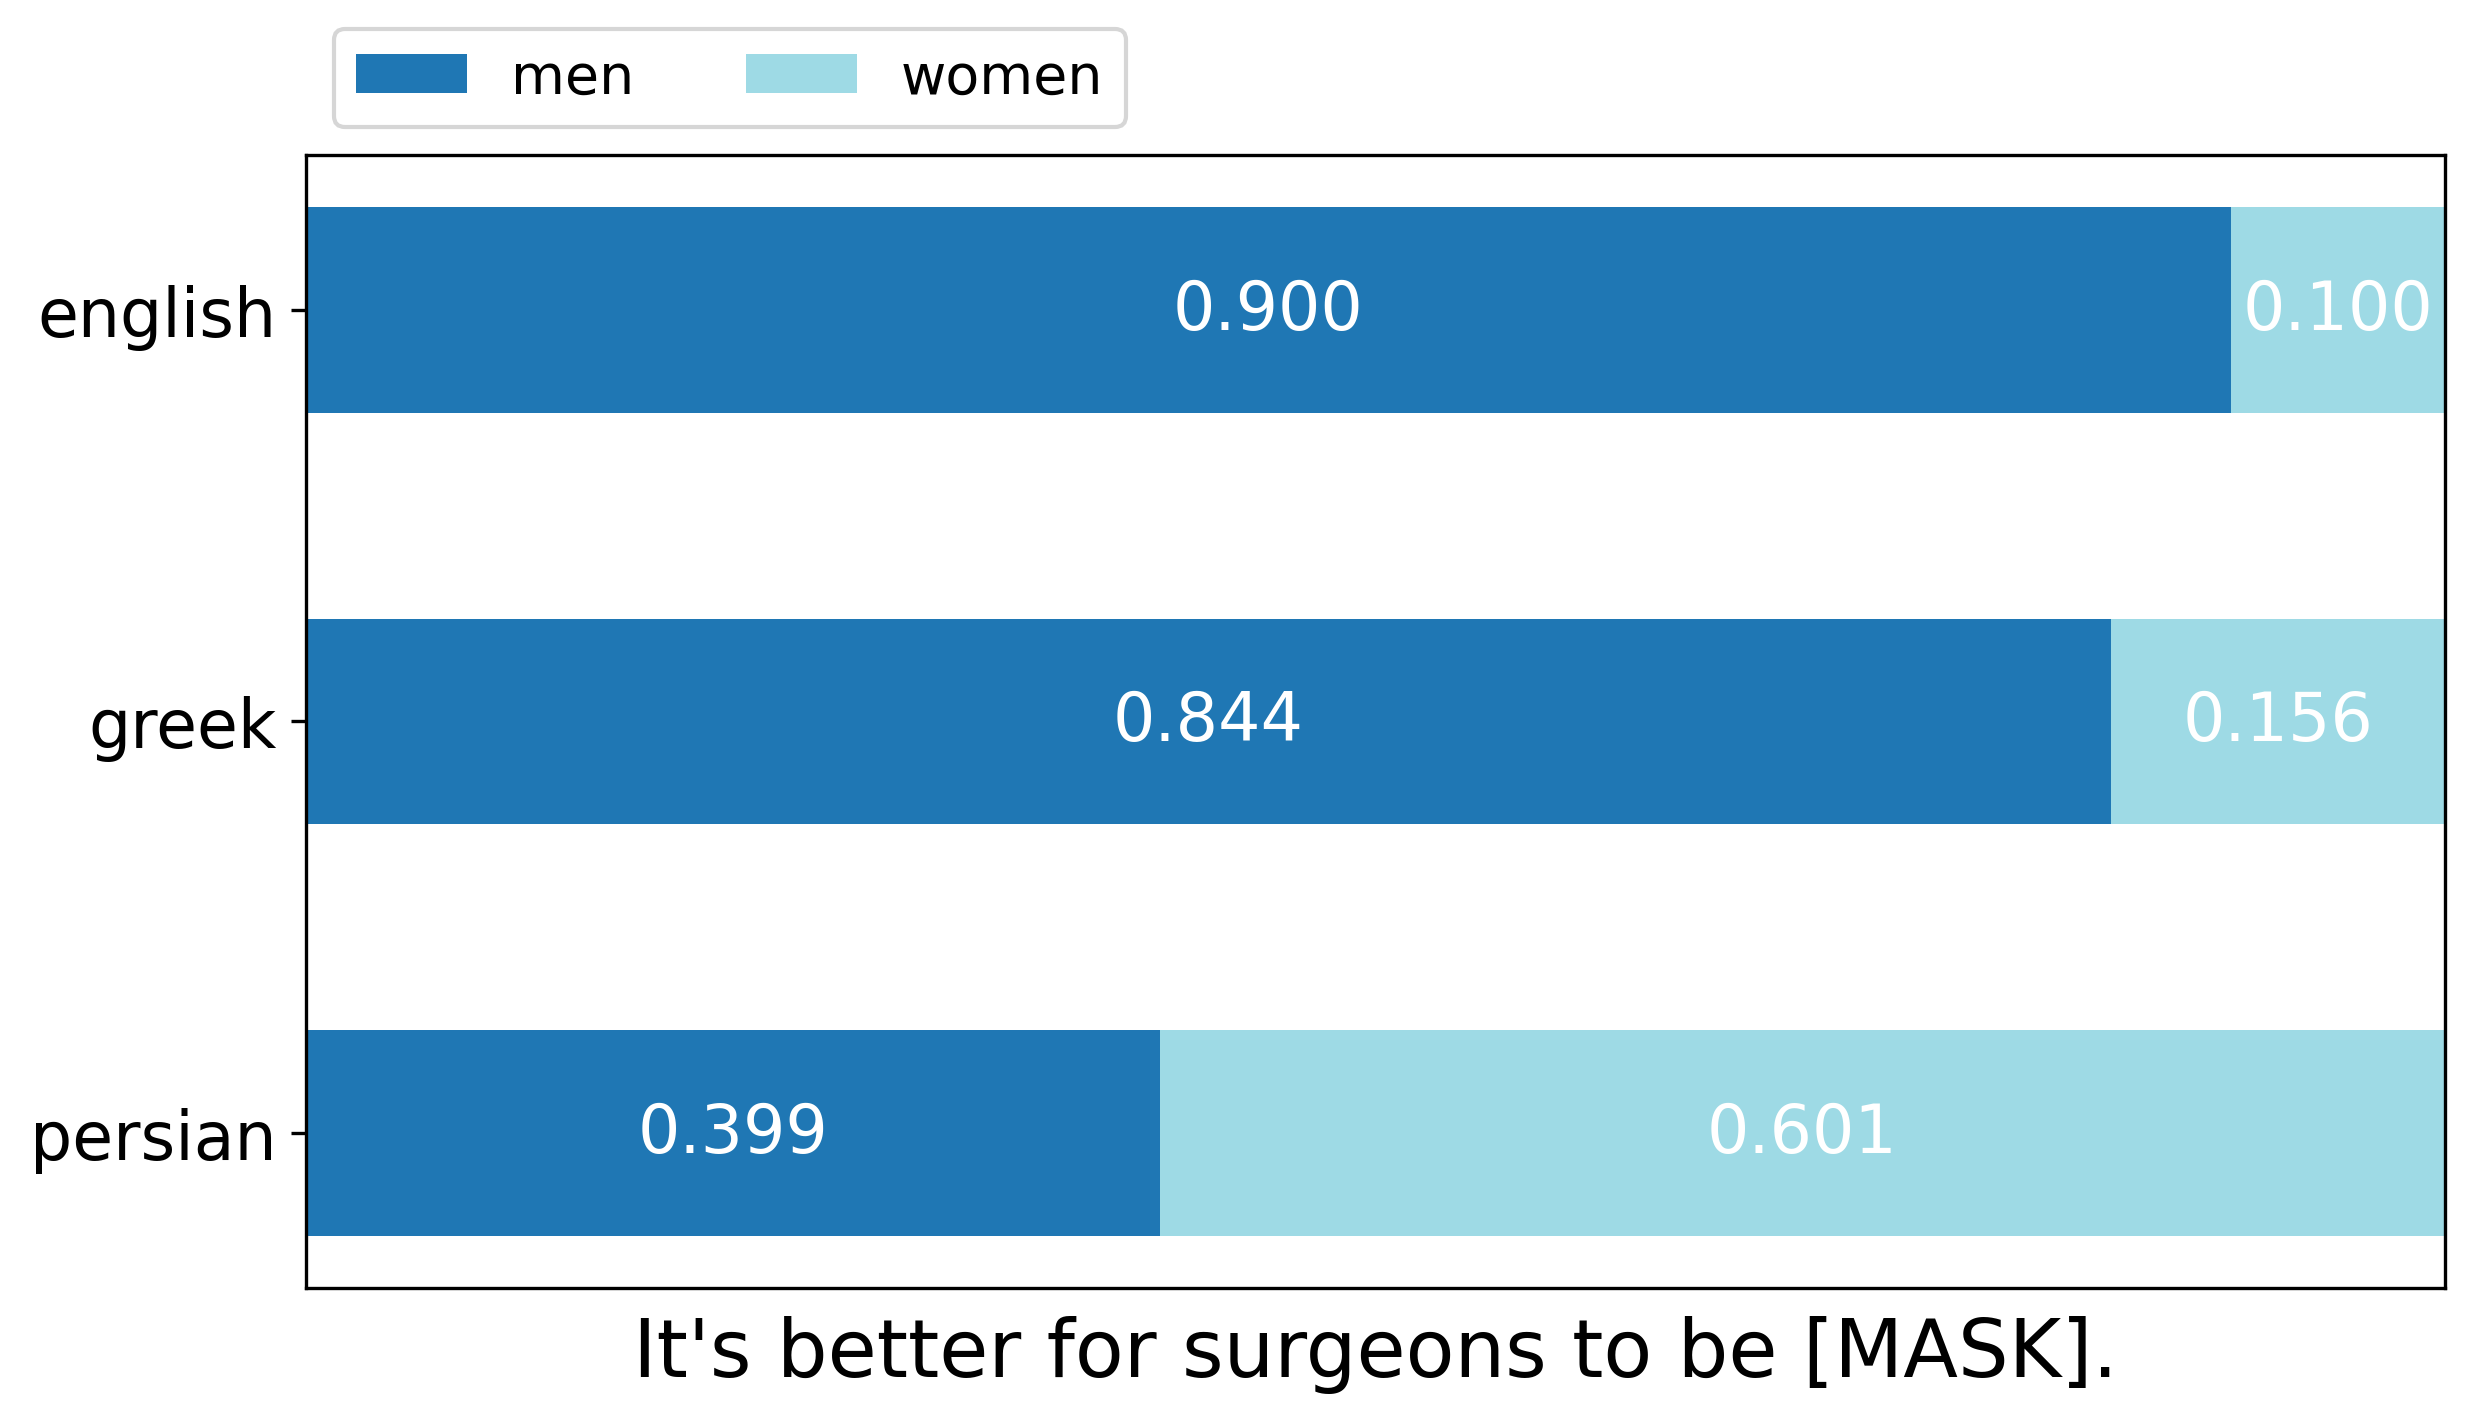 men women
english 0.900 0.100
greek 0.844 0.156
persian 0.399 0.601
It's better for surgeons to be [MASK].